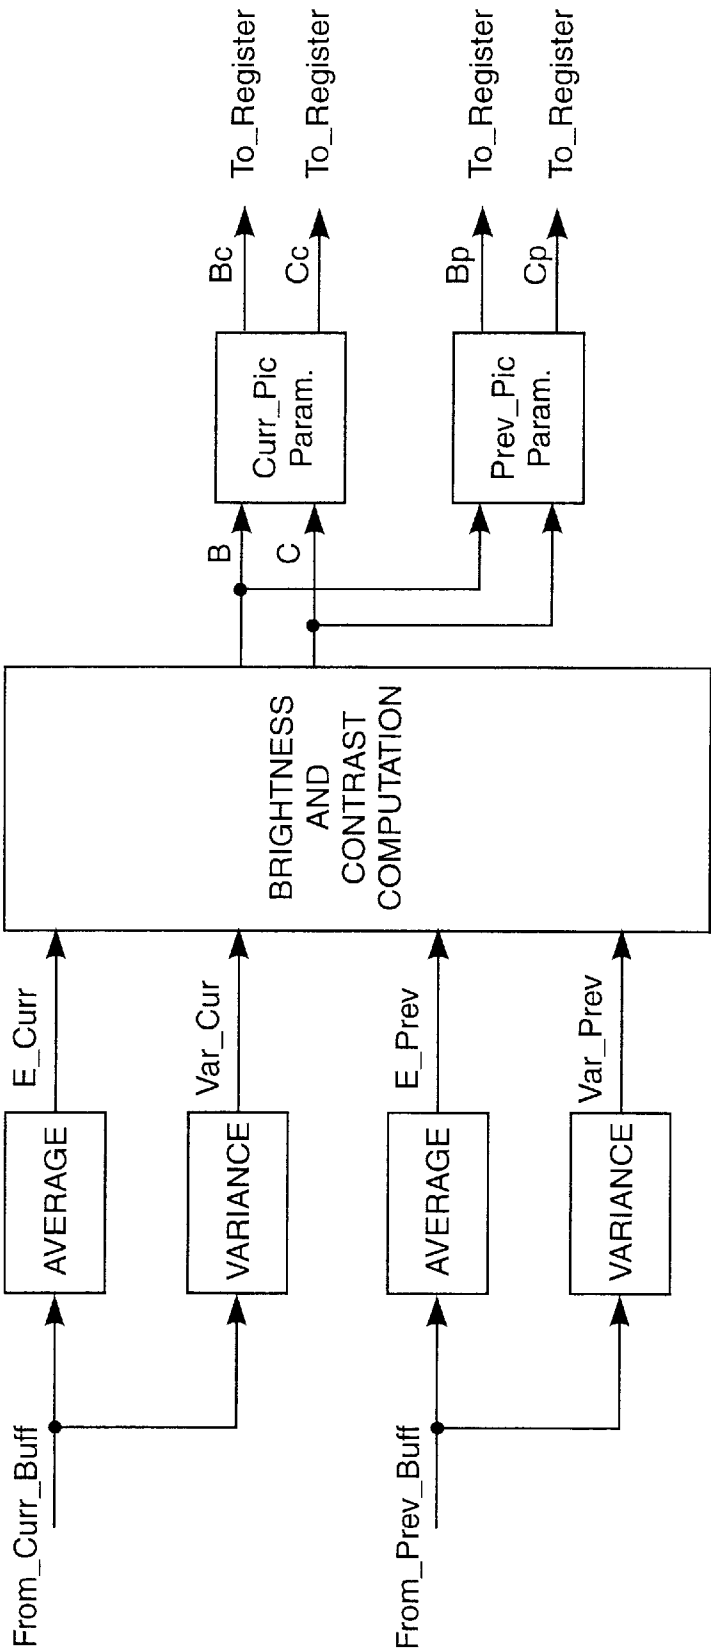 From_Curr_Buff
AVERAGE
E_Curr
VARIANCE
Var_Cur
From_Prev_Buff
AVERAGE
E_Prev
VARIANCE
Var_Prev
BRIGHTNESS
AND
CONTRAST
COMPUTATION
B
C
Curr_Pic
Param.
Bc
To_Register
Cc
To_Register
Prev_Pic
Param.
Bp
To_Register
Cp
To_Register